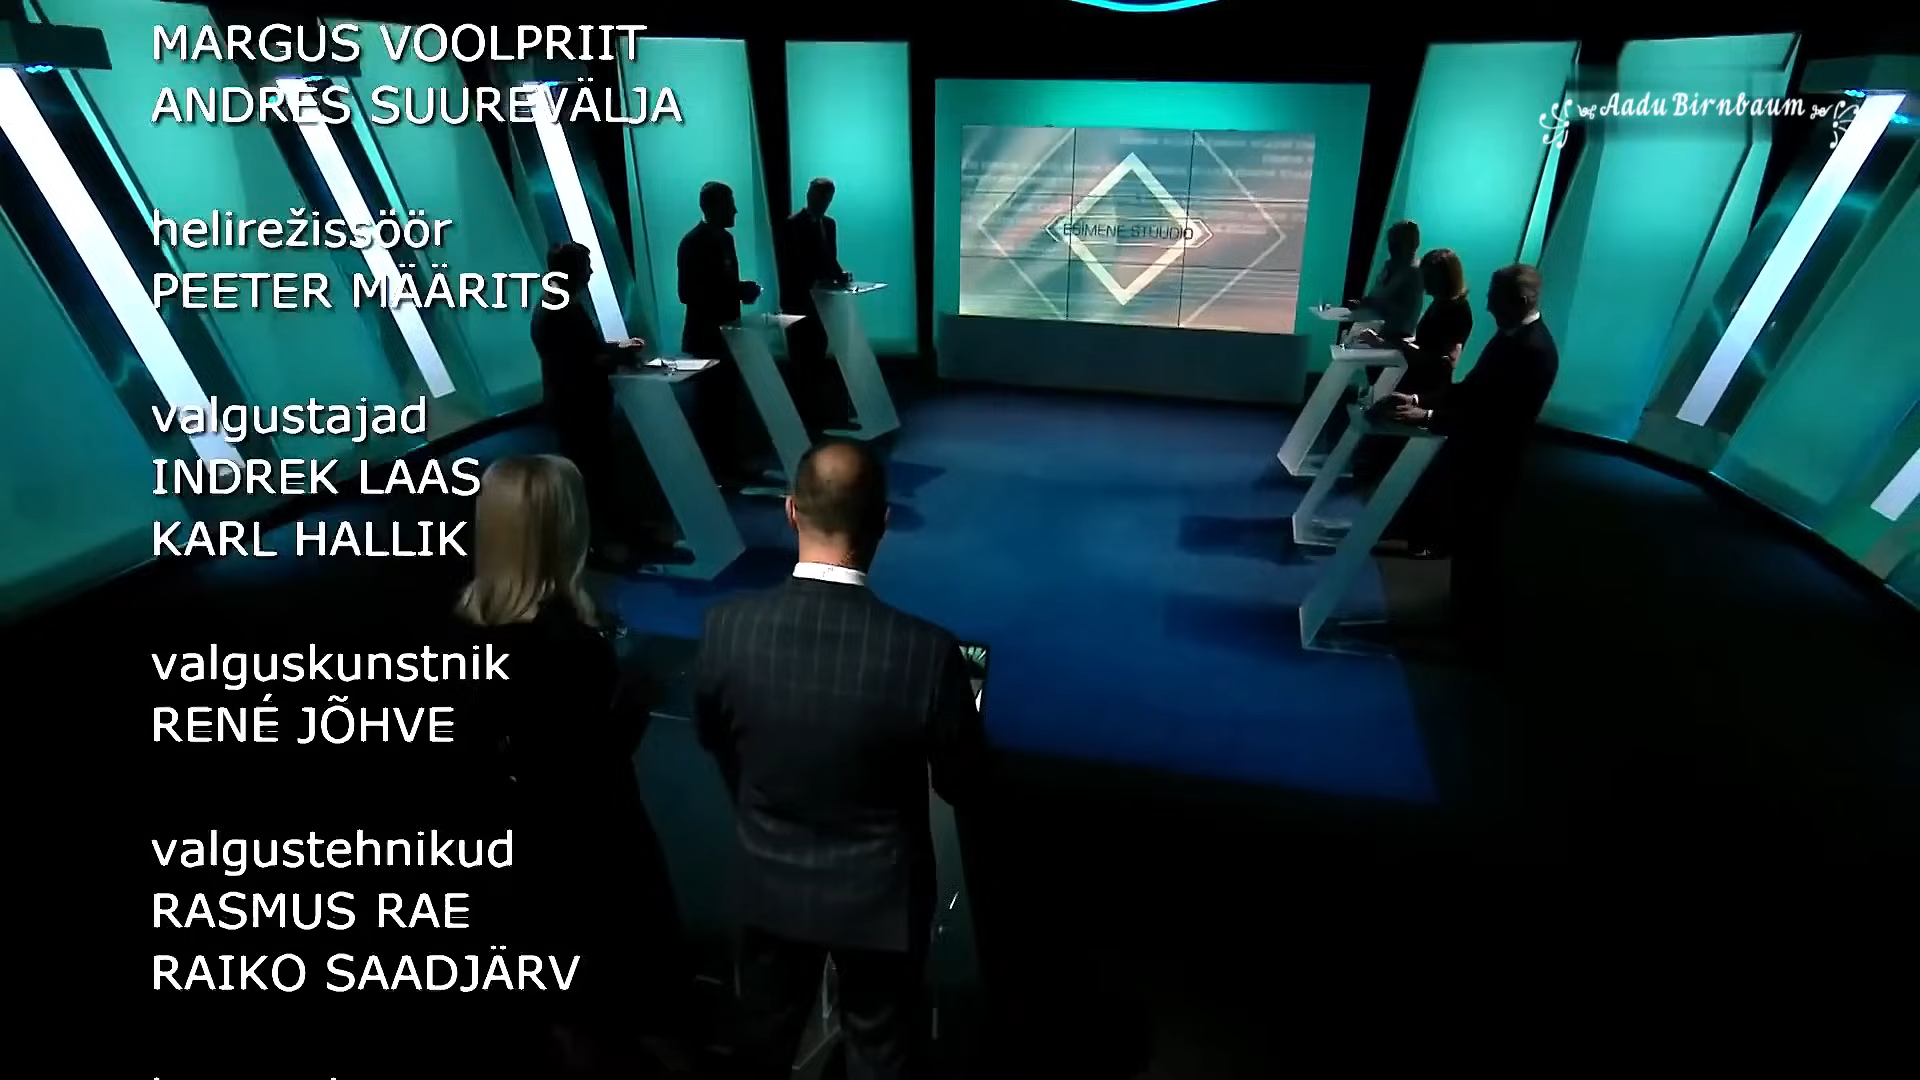 MARGUS VOOLPRIIT
ANDRES SUUREVÄLJA
helirežissöör
PEETER MÄÄRITS
valgustajad
INDREK LAAS
KARL HALLIK
valguskunstnik
RENÉ JÕHVE
valgustehnikud
RASMUS RAE
RAIKO SAADJÄRV
ESIMENE STUUDIO
Aadu Birnbaum